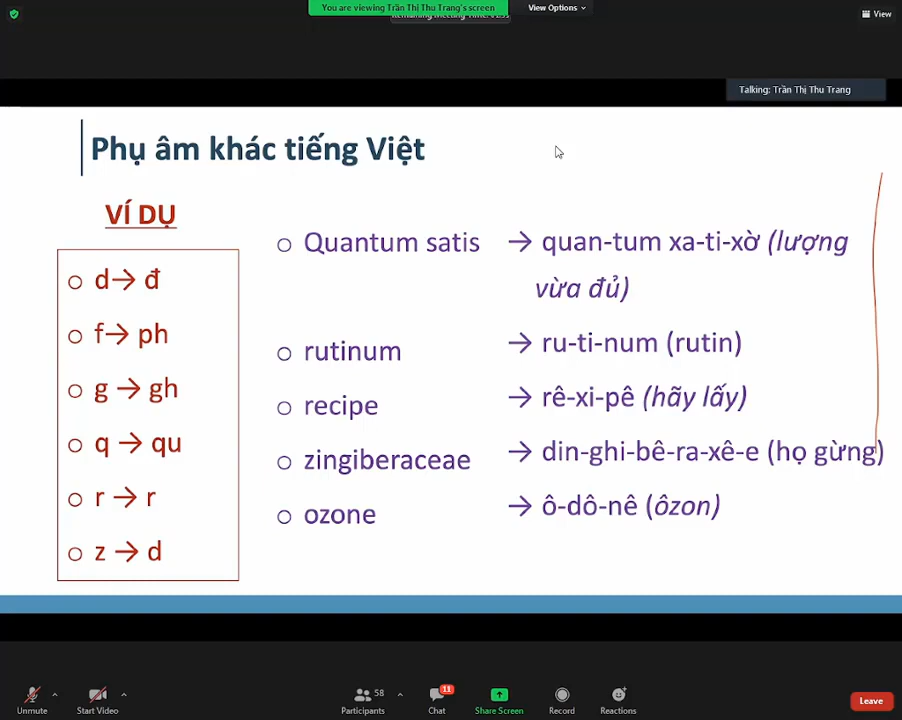 You are viewing Trần Thị Thu Trang's screen
View Options
View
Talking: Trần Thị Thu Trang
Phụ âm khác tiếng Việt
VÍ DỤ
d→ đ
f→ ph
g → gh
q → qu
r → r
z → d
Quantum satis → quan-tum xa-ti-xờ (lượng
vừa đủ)
rutinum → ru-ti-num (rutin)
recipe → rê-xi-pê (hãy lấy)
zingiberaceae → din-ghi-bê-ra-xê-e (họ gừng)
ozone → ô-dô-nê (ôzon)
Unmute
Start Video
58
Participants
11
Chat
Share Screen
Record
Reactions
Leave